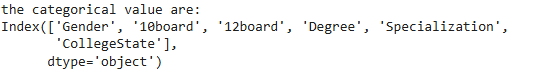 the categorical value are:
Index(['Gender', '10board', '12board', 'Degree', 'Specialization',
       'CollegeState'],
      dtype='object')